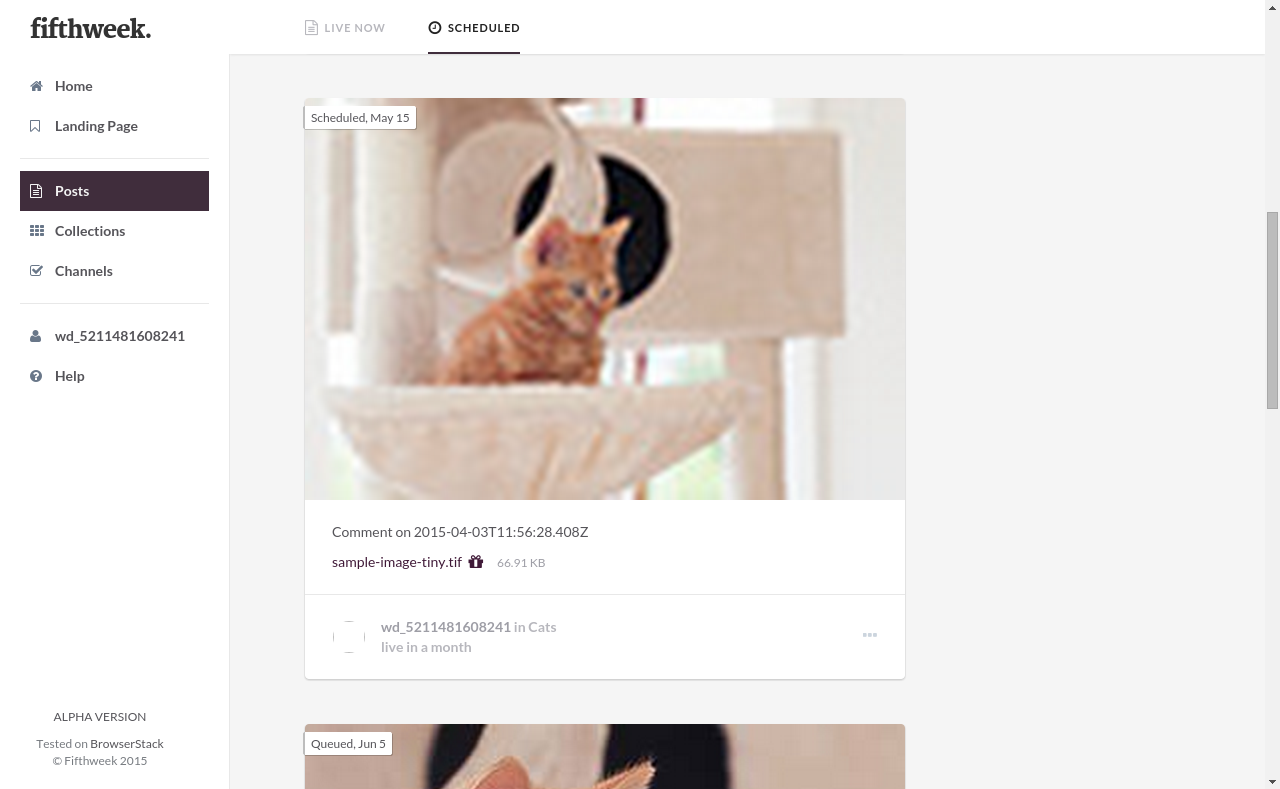 fifthweek.
LIVE NOW
SCHEDULED
Home
Landing Page
Posts
Collections
Channels
wd_5211481608241
Help
ALPHA VERSION
Tested on BrowserStack
© Fifthweek 2015
Scheduled, May 15
Comment on 2015-04-03T11:56:28.408Z
sample-image-tiny.tif 66.91 KB
wd_5211481608241 in Cats
live in a month
Queued, Jun 5